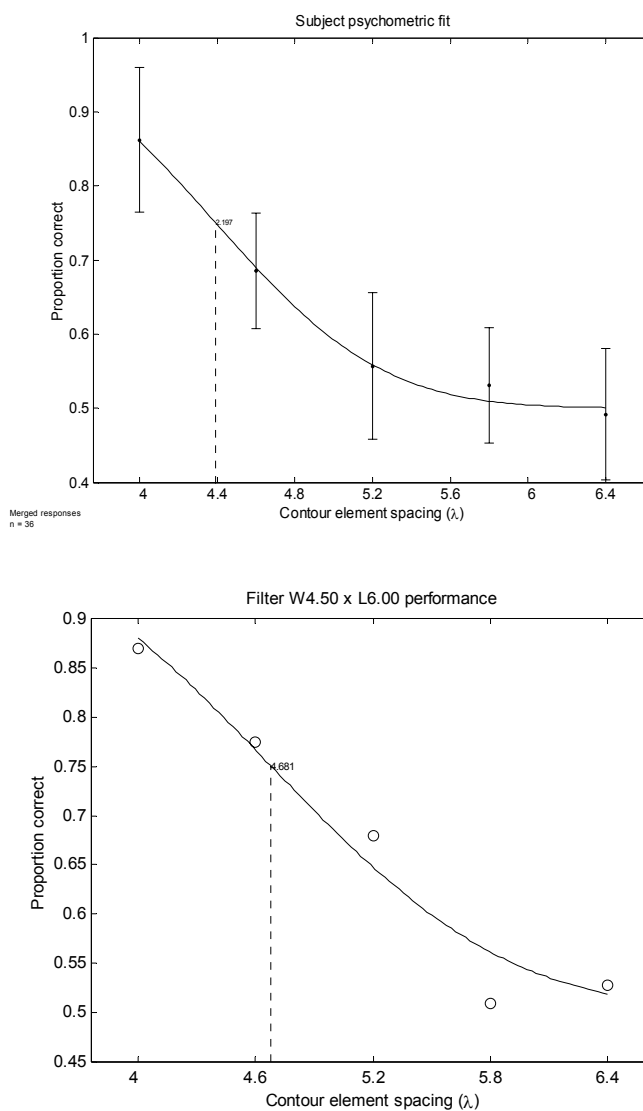 Subject psychometric fit
1
0.9
0.8
0.7
0.6
0.5
0.4
Proportion correct
2.197
4 4.4 4.8 5.2 5.6 6 6.4
Contour element spacing (λ)
Merged responses
n = 36
Filter W4.50 x L6.00 performance
0.9
0.85
0.8
0.75
0.7
0.65
0.6
0.55
0.5
0.45
Proportion correct
4.681
4 4.6 5.2 5.8 6.4
Contour element spacing (λ)